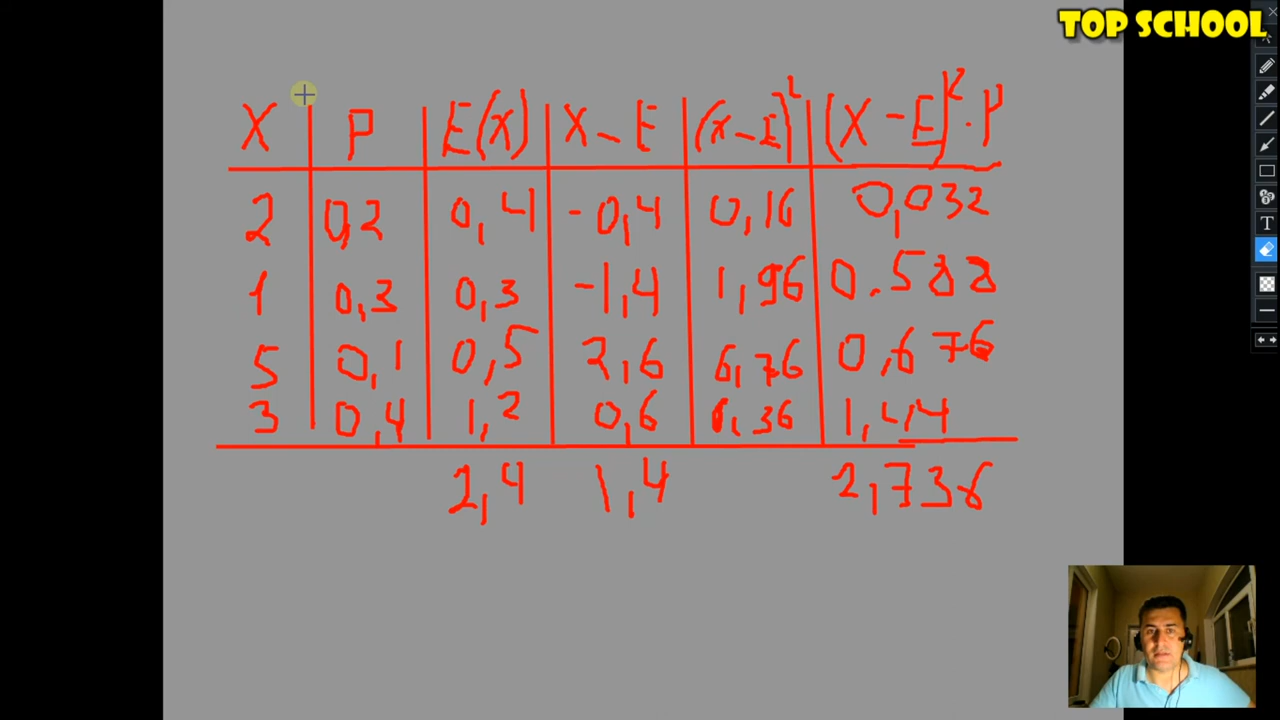 TOP SCHOOL
X P E(X) X - E (X - E)² (X - E)² · P
2 0,2 0,4 -0,4 0,16 0,032
1 0,3 0,3 -1,4 1,96 0.588
5 0,1 0,5 2,6 6,76 0,676
3 0,4 1,2 0,6 0,36 1,44
2,4 1,4 2,736
T